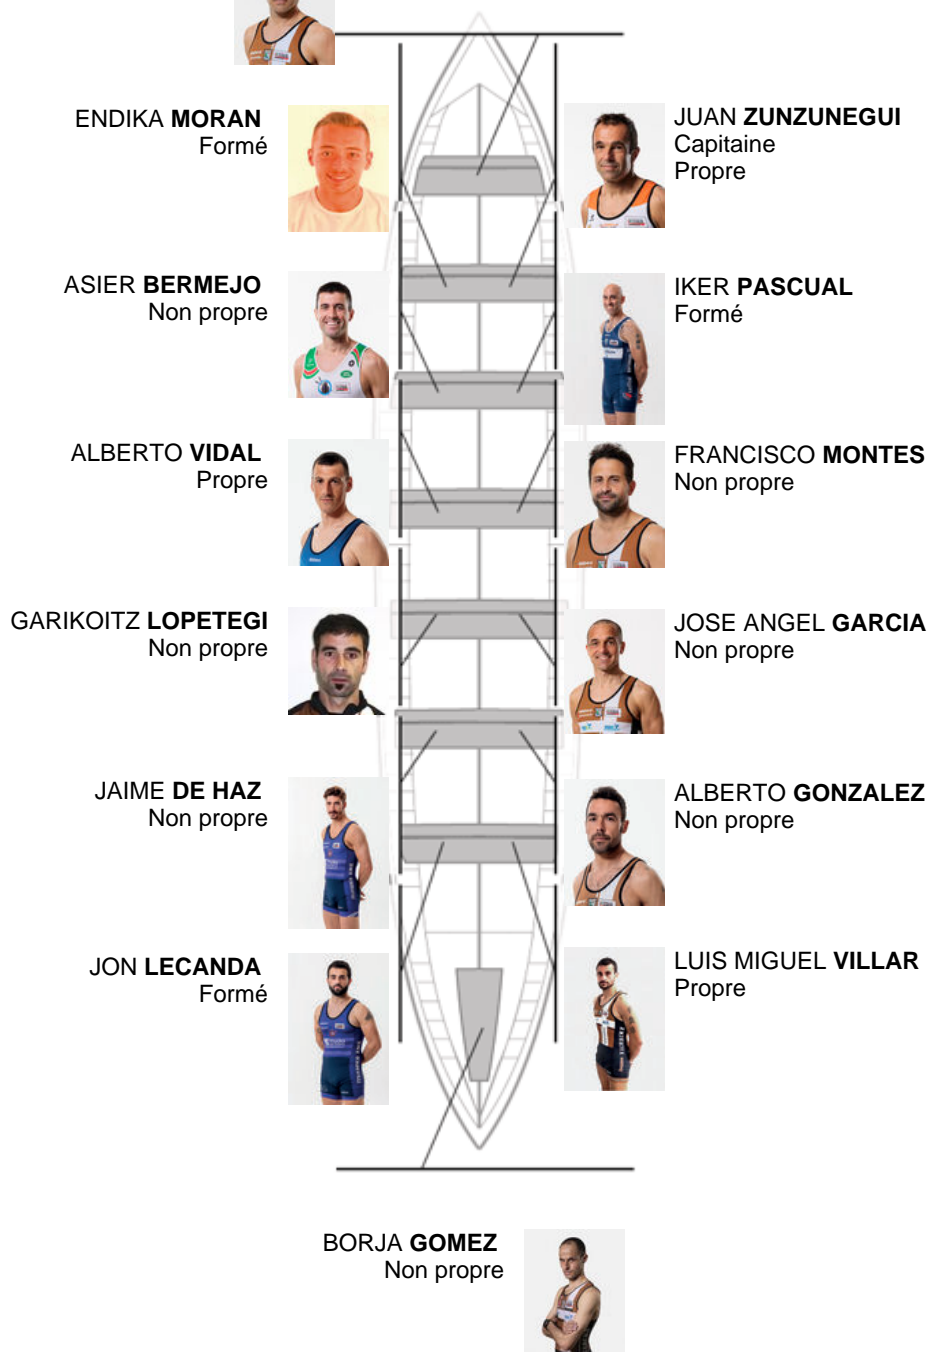 ENDIKA MORAN
Formé
JUAN ZUNZUNEGUI
Capitaine
Propre
ASIER BERMEJO
Non propre
IKER PASCUAL
Formé
ALBERTO VIDAL
Propre
FRANCISCO MONTES
Non propre
GARIKOITZ LOPETEGI
Non propre
JOSE ANGEL GARCIA
Non propre
JAIME DE HAZ
Non propre
ALBERTO GONZALEZ
Non propre
JON LECANDA
Formé
LUIS MIGUEL VILLAR
Propre
BORJA GOMEZ
Non propre